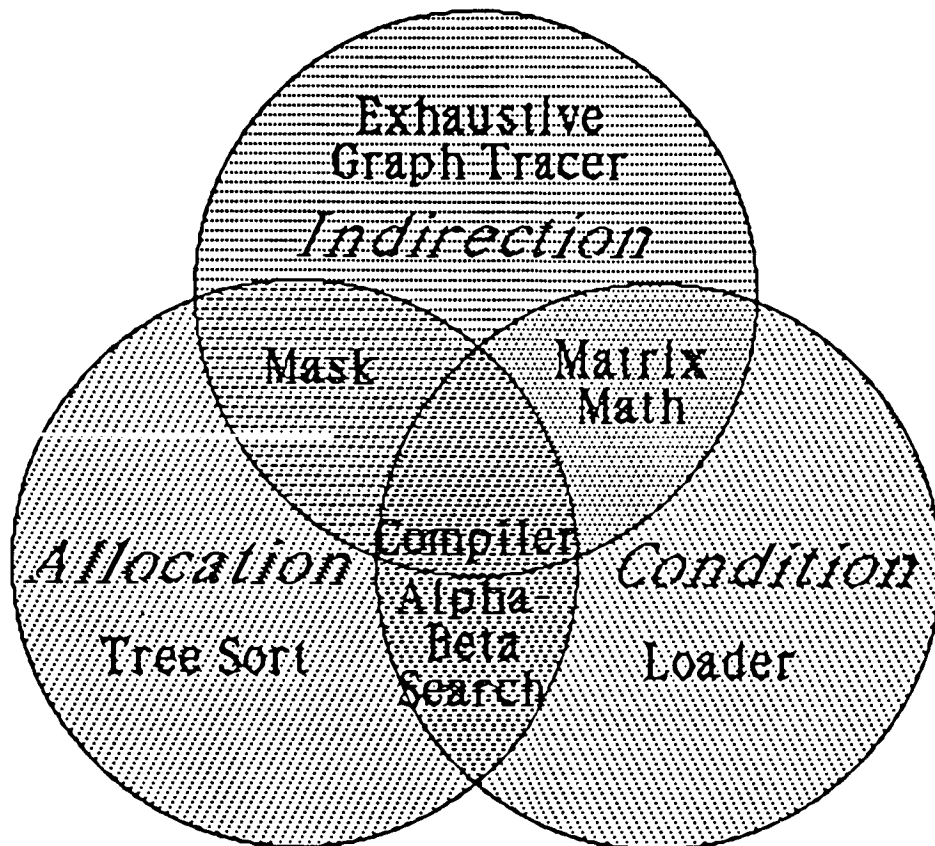 Exhaustive
Graph Tracer
Indirection
Mask
Matrix
Math
Compiler
Allocation
Condition
Alpha-
Beta
Search
Tree Sort
Loader